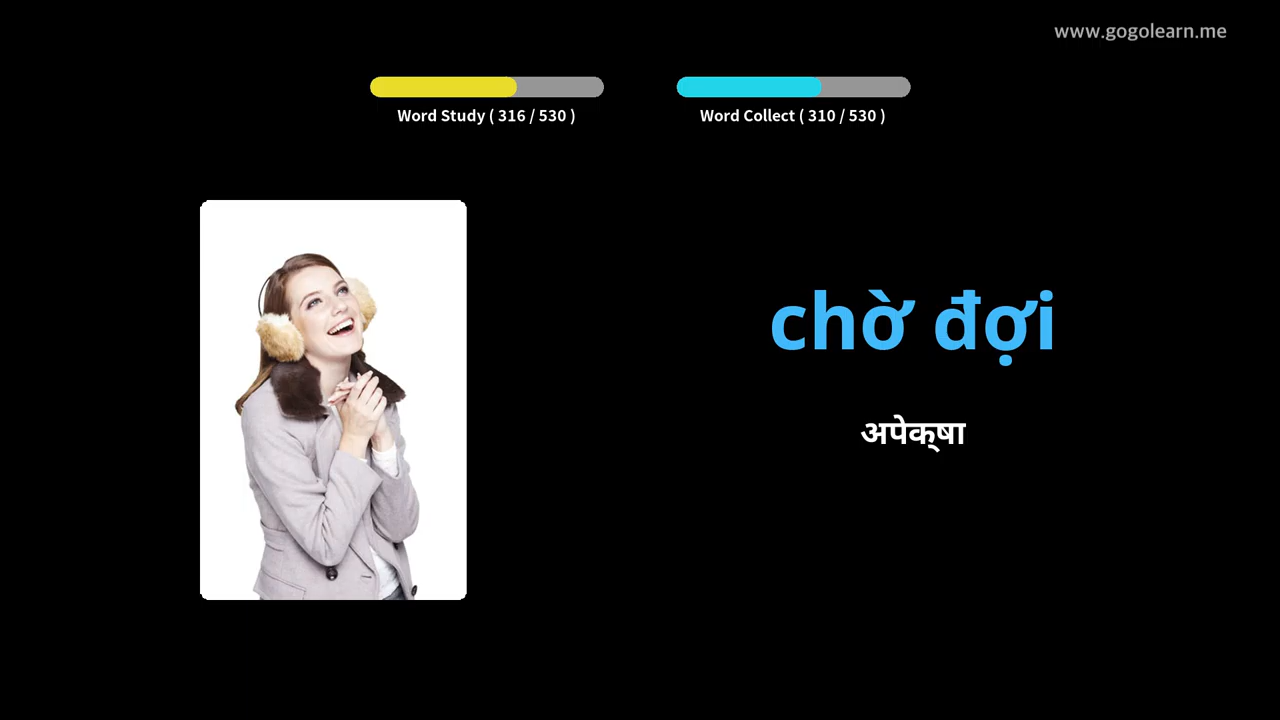 www.gogolearn.me
Word Study ( 316 / 530 )
Word Collect ( 310 / 530 )
chờ đợi
अपेक्षा